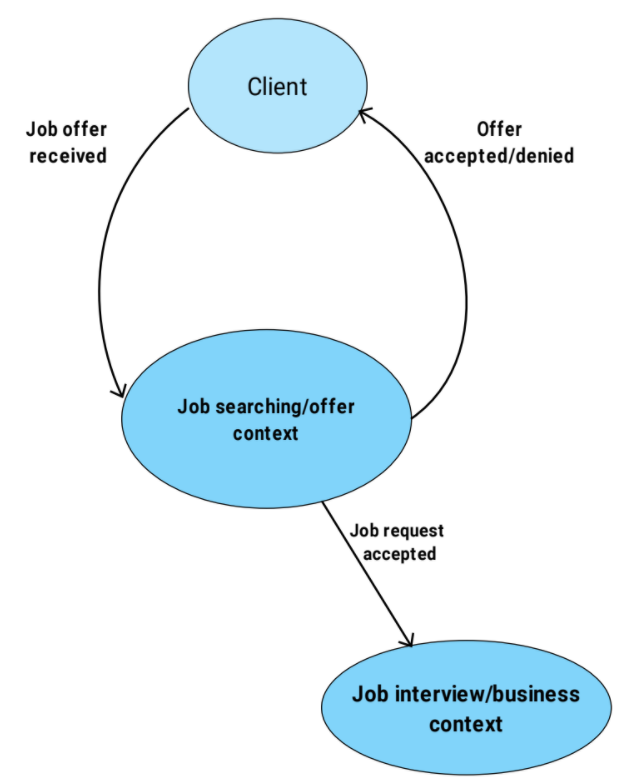 Client
Job offer
received
Offer
accepted/denied
Job searching/offer
context
Job request
accepted
Job interview/business
context